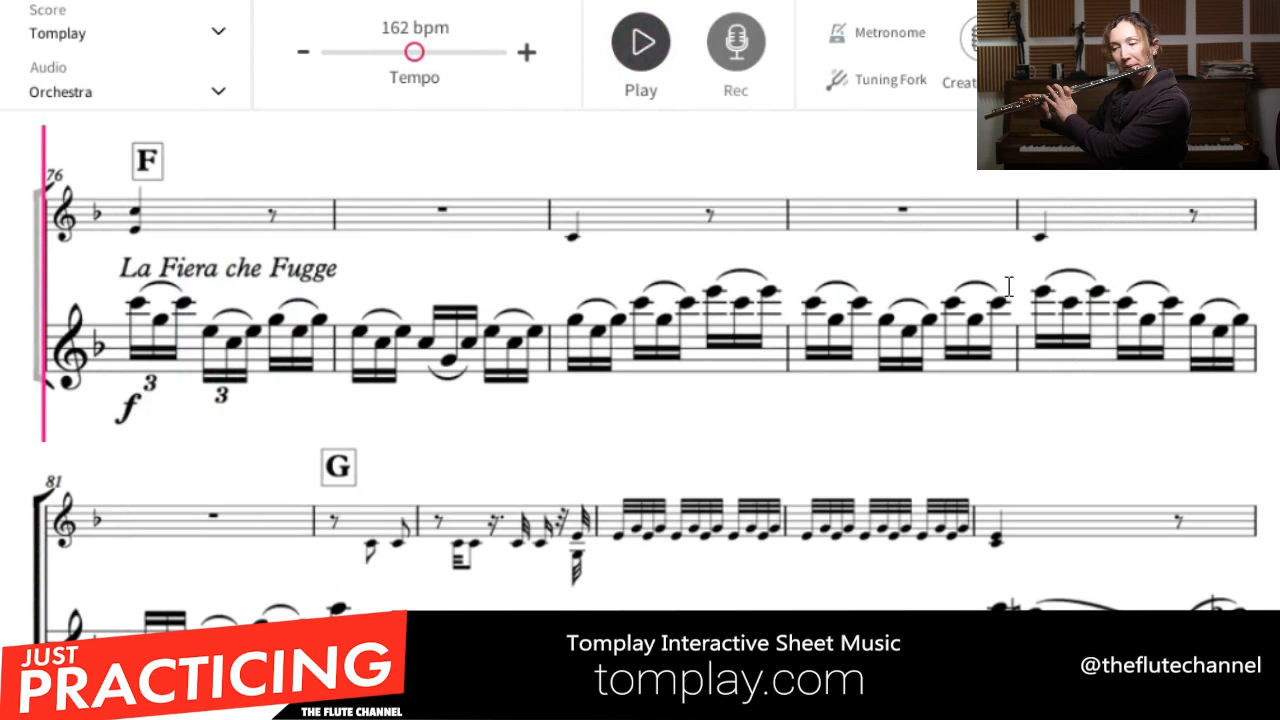 Score
Tomplay
Audio
Orchestra
162 bpm
- +
Tempo
Play
Rec
Metronome
Tuning Fork
Creat
F
76
La Fiera che Fugge
3
3
f
81
G
JUST
PRACTICING
THE FLUTE CHANNEL
Tomplay Interactive Sheet Music
tomplay.com
@theflutechannel